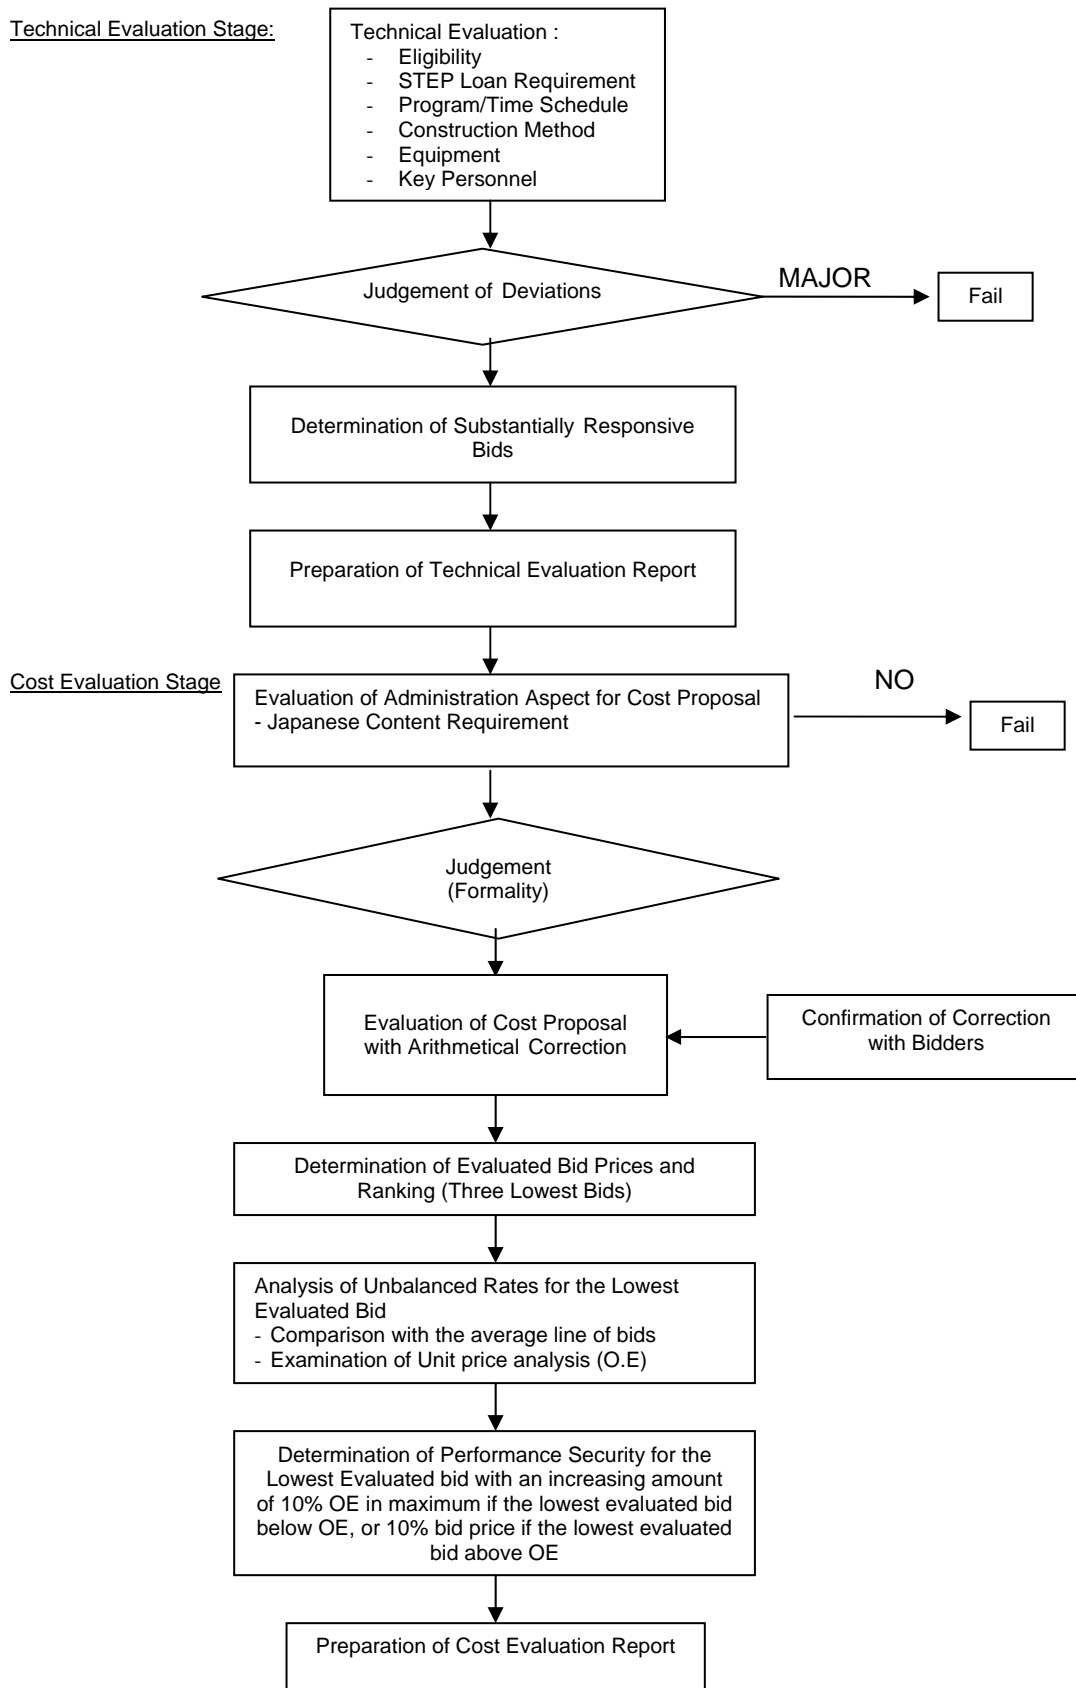 Technical Evaluation Stage:
Technical Evaluation :
- Eligibility
- STEP Loan Requirement
- Program/Time Schedule
- Construction Method
- Equipment
- Key Personnel
Judgement of Deviations
MAJOR
Fail
Determination of Substantially Responsive
Bids
Preparation of Technical Evaluation Report
Cost Evaluation Stage
Evaluation of Administration Aspect for Cost Proposal
- Japanese Content Requirement
NO
Fail
Judgement
(Formality)
Evaluation of Cost Proposal
with Arithmetical Correction
Confirmation of Correction
with Bidders
Determination of Evaluated Bid Prices and
Ranking (Three Lowest Bids)
Analysis of Unbalanced Rates for the Lowest
Evaluated Bid
- Comparison with the average line of bids
- Examination of Unit price analysis (O.E)
Determination of Performance Security for the
Lowest Evaluated bid with an increasing amount
of 10% OE in maximum if the lowest evaluated bid
below OE, or 10% bid price if the lowest evaluated
bid above OE
Preparation of Cost Evaluation Report